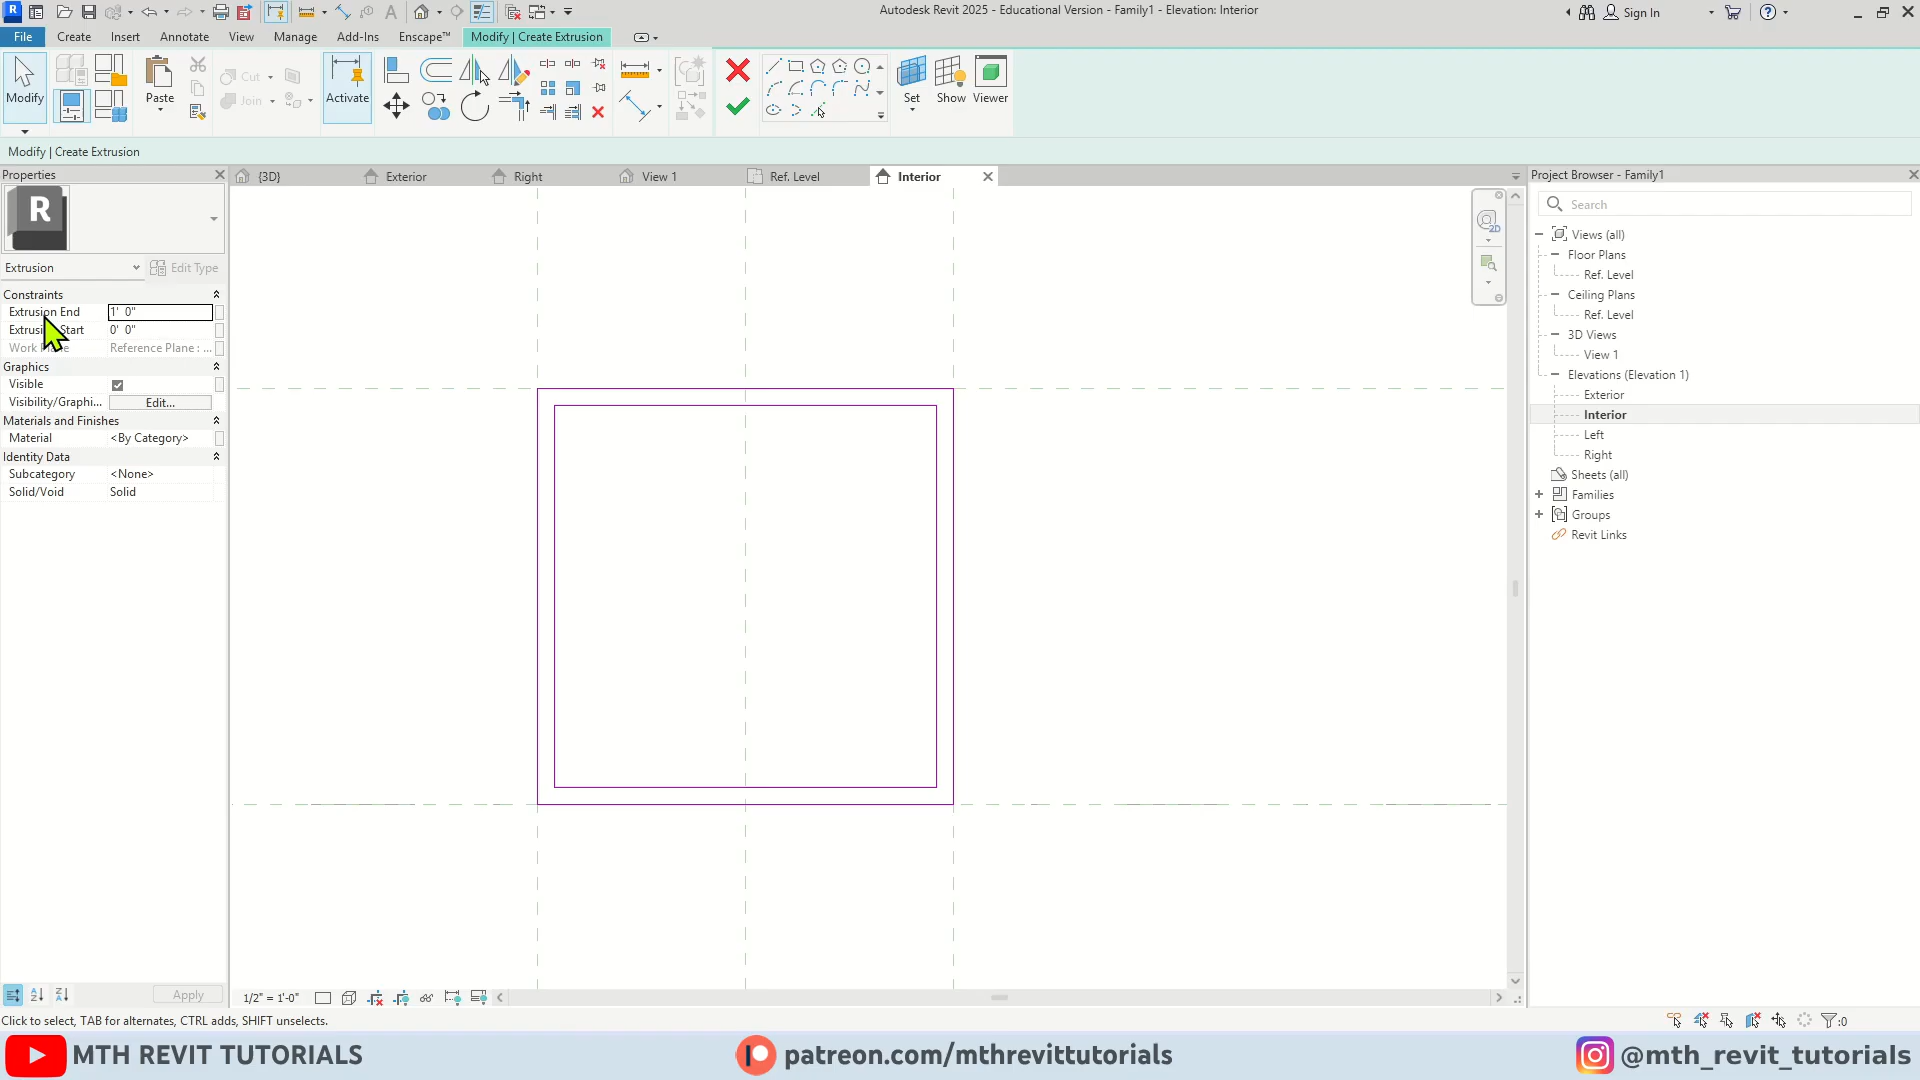 Autodesk Revit 2025 - Educational Version - Family1 - Elevation: Interior
Sign In
File Create Insert Annotate View Manage Add-Ins Enscape™ Modify | Create Extrusion
Modify
Paste
Cut
Join
Activate
Set
Show
Viewer
Modify | Create Extrusion
Properties
R
Extrusion
Edit Type
Constraints
Extrusion End 1' 0"
Extrusion Start 0' 0"
Reference Plane : ...
Graphics
Visible
Visibility/Graphi... Edit...
Materials and Finishes
Material <By Category>
Identity Data
Subcategory <None>
Solid/Void Solid
Apply
{3D} Exterior Right View 1 Ref. Level Interior
2D
1/2" = 1'-0"
Project Browser - Family1
Search
Views (all)
Floor Plans
Ref. Level
Ceiling Plans
Ref. Level
3D Views
View 1
Elevations (Elevation 1)
Exterior
Interior
Left
Right
Sheets (all)
Families
Groups
Revit Links
Click to select, TAB for alternates, CTRL adds, SHIFT unselects.
:0
MTH REVIT TUTORIALS
patreon.com/mthrevittutorials
@mth_revit_tutorials